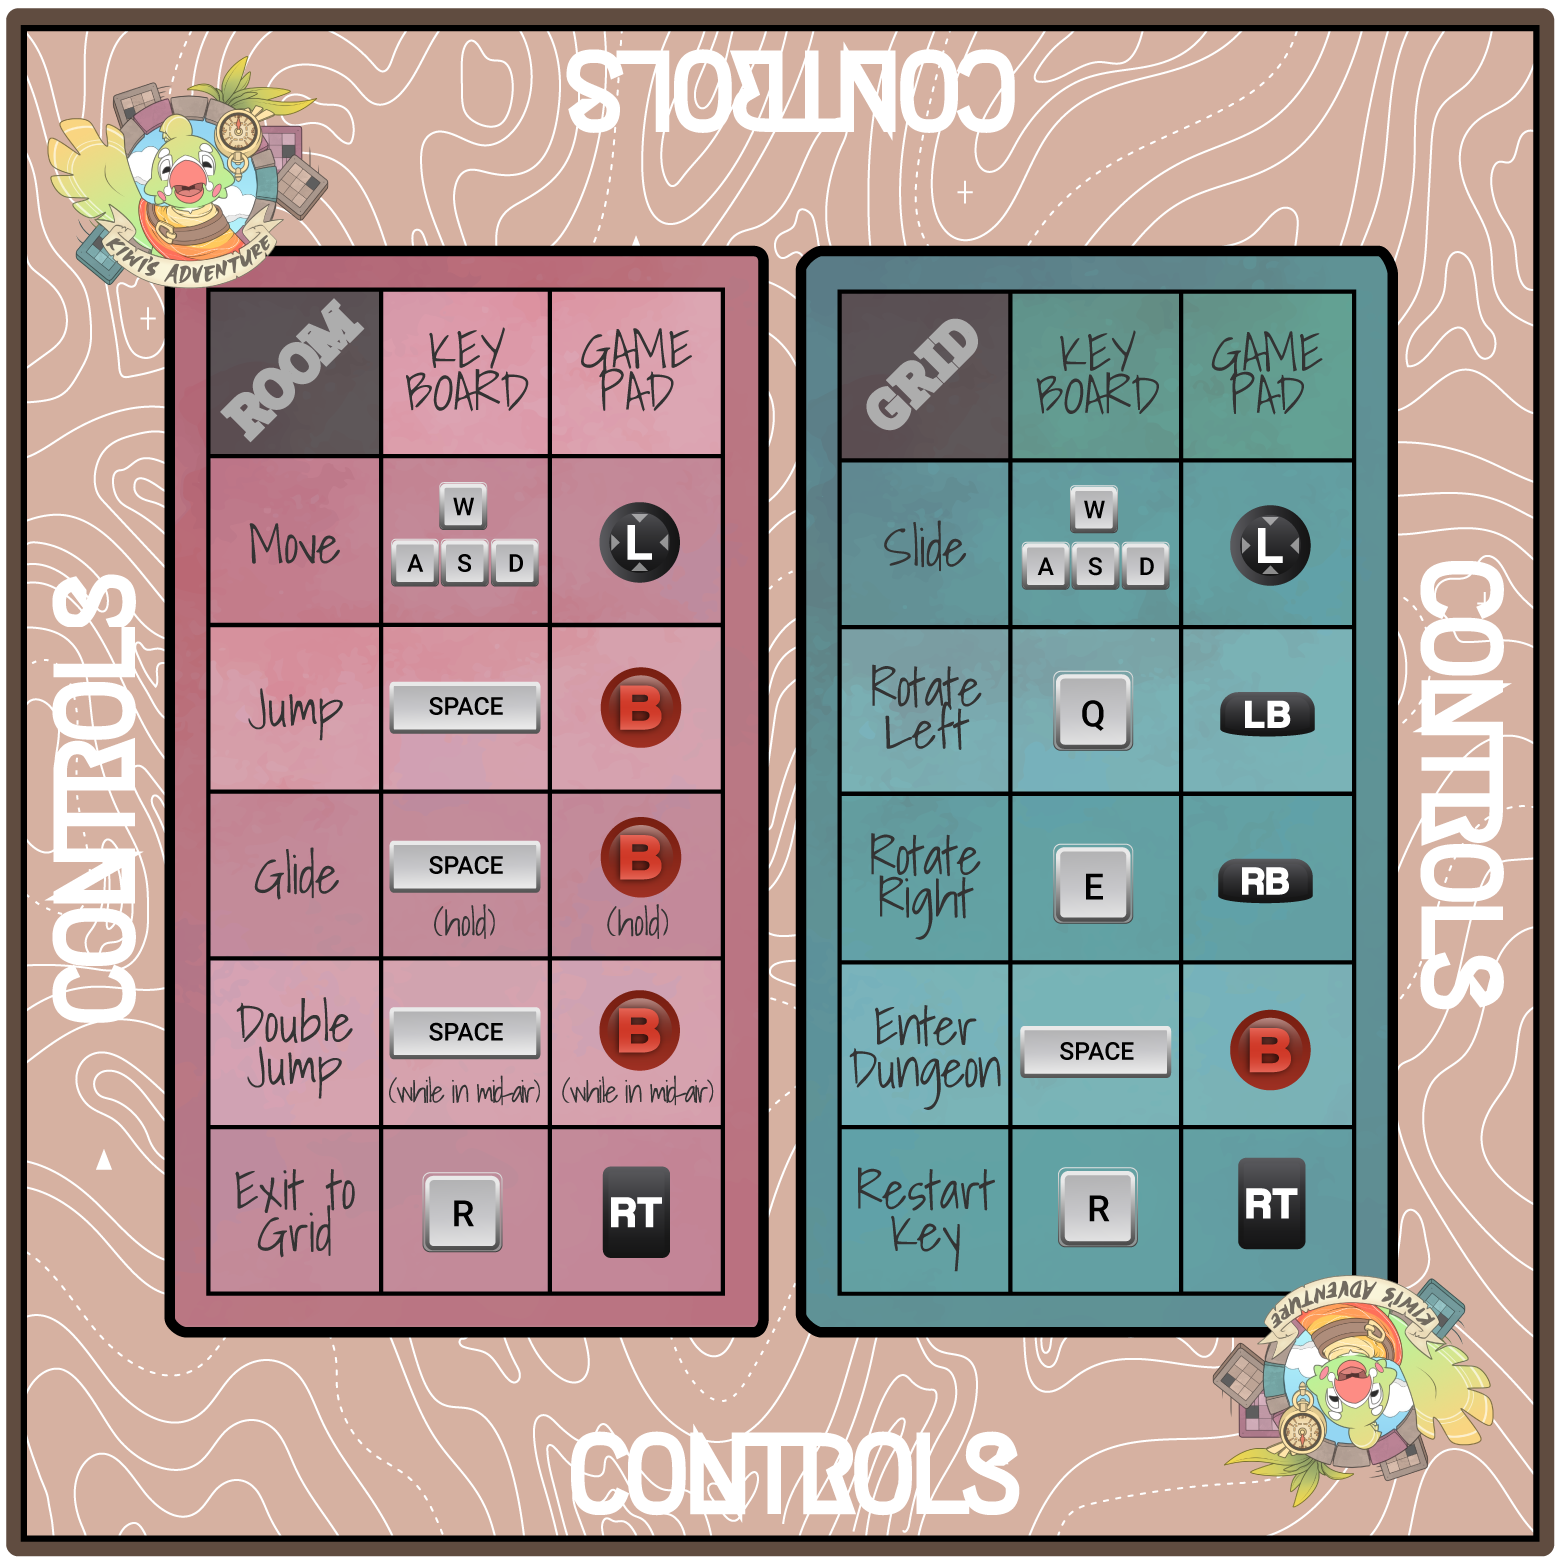 CONTROLS
KIWI'S ADVENTURE
ROOM
KEY
BOARD
GAME
PAD
Move
W
A S D
L
Jump
SPACE
B
Glide
SPACE
(hold)
B
(hold)
Double
Jump
SPACE
(while in mid-air)
B
(while in mid-air)
Exit to
Grid
R
RT
GRID
KEY
BOARD
GAME
PAD
Slide
W
A S D
L
Rotate
Left
Q
LB
Rotate
Right
E
RB
Enter
Dungeon
SPACE
B
Restart
Key
R
RT
CONTROLS
CONTROLS
KIWI'S ADVENTURE
CONTROLS